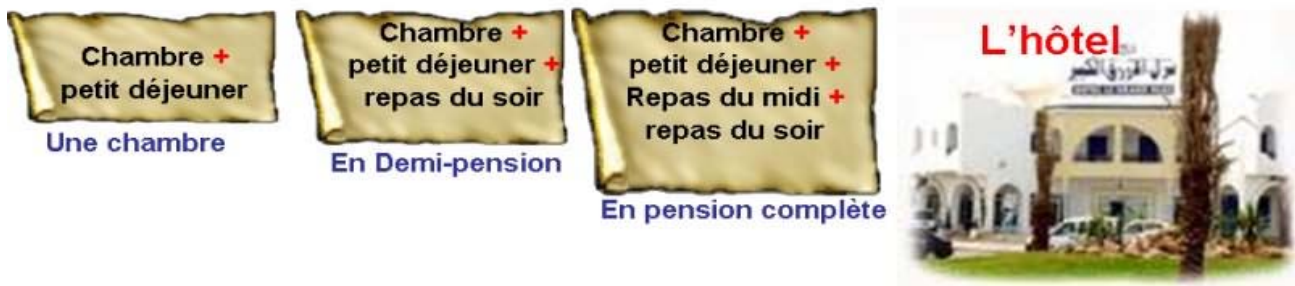 Chambre +
petit déjeuner
Une chambre
Chambre +
petit déjeuner +
repas du soir
En Demi-pension
Chambre +
petit déjeuner +
Repas du midi +
repas du soir
En pension complète
L'hôtel